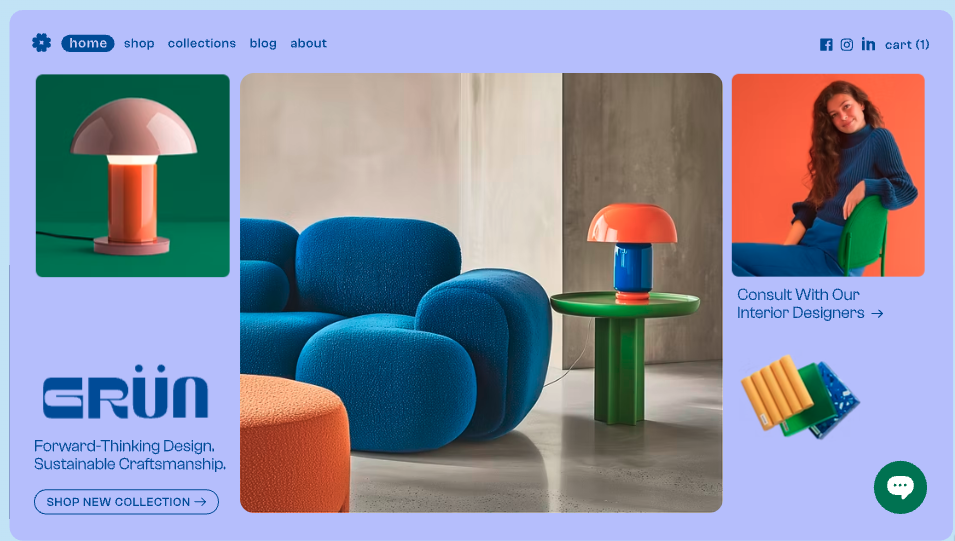 home
shop
collections
blog
about
cart (1)
GRÜN
Forward-Thinking Design.
Sustainable Craftsmanship.
SHOP NEW COLLECTION →
Consult With Our
Interior Designers →